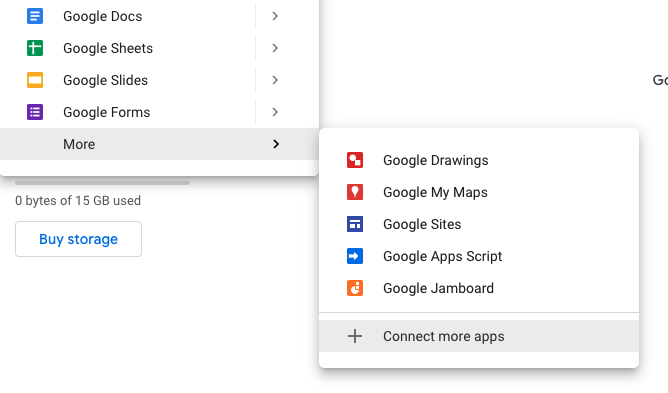 Google Docs
Google Sheets
Google Slides
Google Forms
More
Google Drawings
Google My Maps
Google Sites
Google Apps Script
Google Jamboard
Connect more apps
0 bytes of 15 GB used
Buy storage